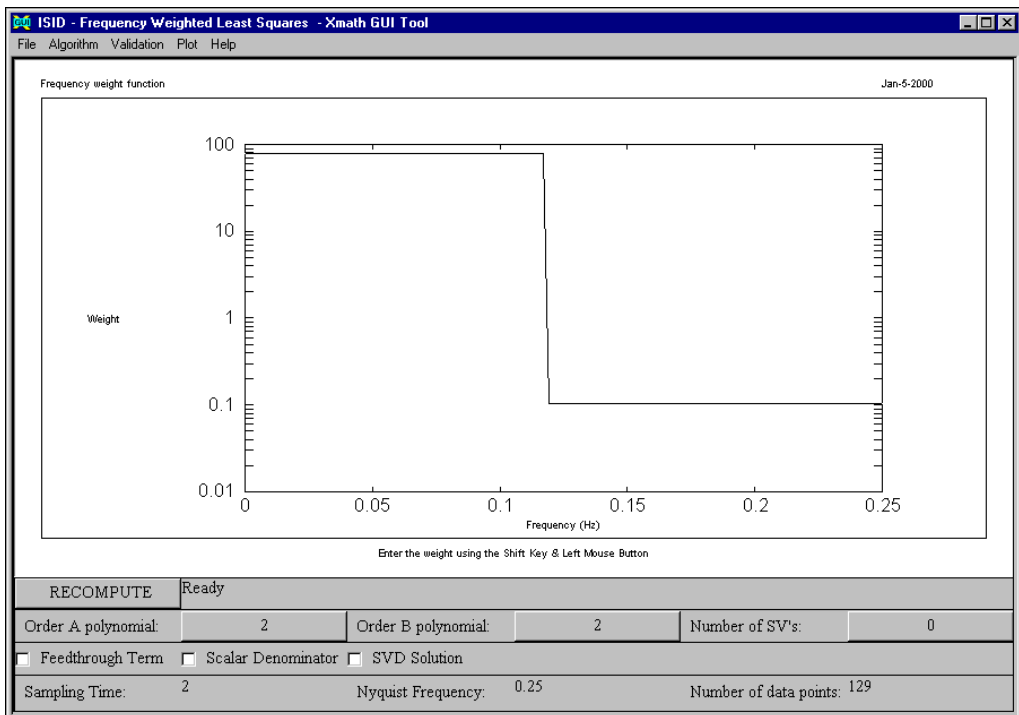 GUI ISID - Frequency Weighted Least Squares - Xmath GUI Tool
File Algorithm Validation Plot Help
Frequency weight function Jan-5-2000
100
10
Weight 1
0.1
0.01
0 0.05 0.1 0.15 0.2 0.25
Frequency (Hz)
Enter the weight using the Shift Key & Left Mouse Button
RECOMPUTE Ready
Order A polynomial: 2 Order B polynomial: 2 Number of SV's: 0
Feedthrough Term Scalar Denominator SVD Solution
Sampling Time: 2 Nyquist Frequency: 0.25 Number of data points: 129